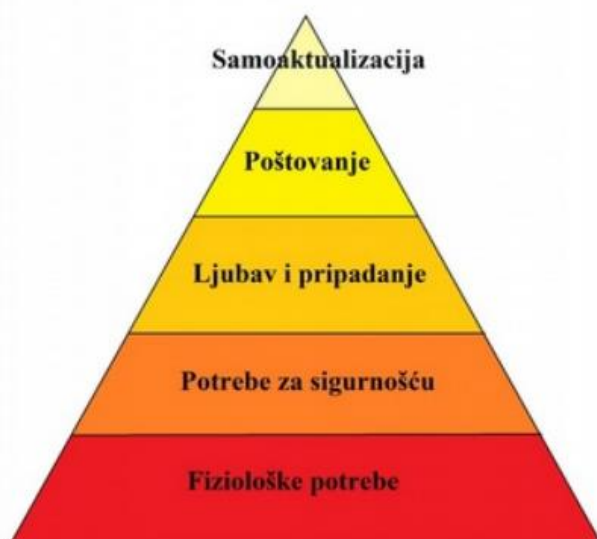 Samoaktualizacija
Poštovanje
Ljubav i pripadanje
Potrebe za sigurnošću
Fiziološke potrebe